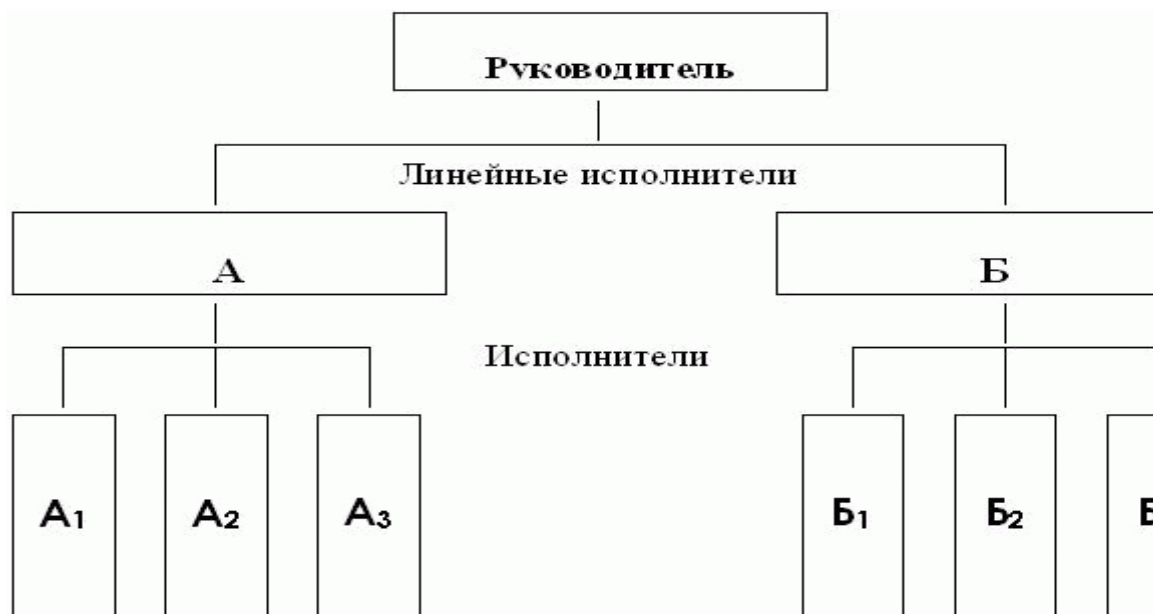 Руководитель
Линейные исполнители
А
Б
Исполнители
А1
А2
А3
Б1
Б2